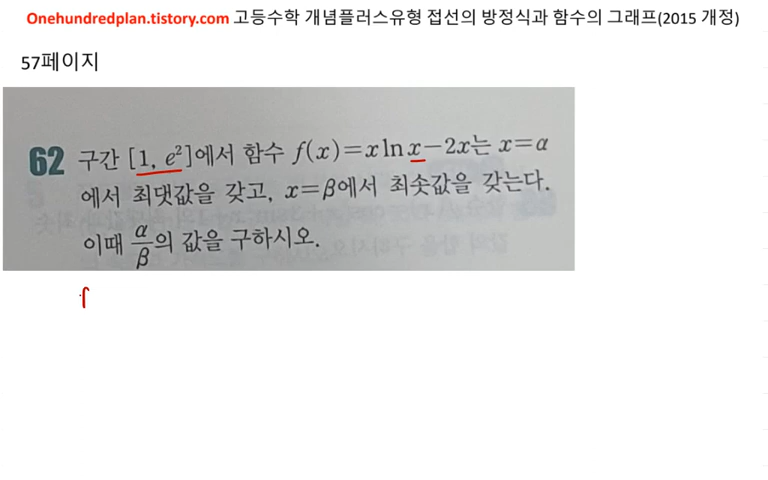 Onehundredplan.tistory.com 고등수학 개념플러스유형 접선의 방정식과 함수의 그래프(2015 개정)
57페이지
62 구간 [1, e²]에서 함수 f(x)=x ln x−2x는 x=α
에서 최댓값을 갖고, x=β에서 최솟값을 갖는다.
이때 α/β의 값을 구하시오.